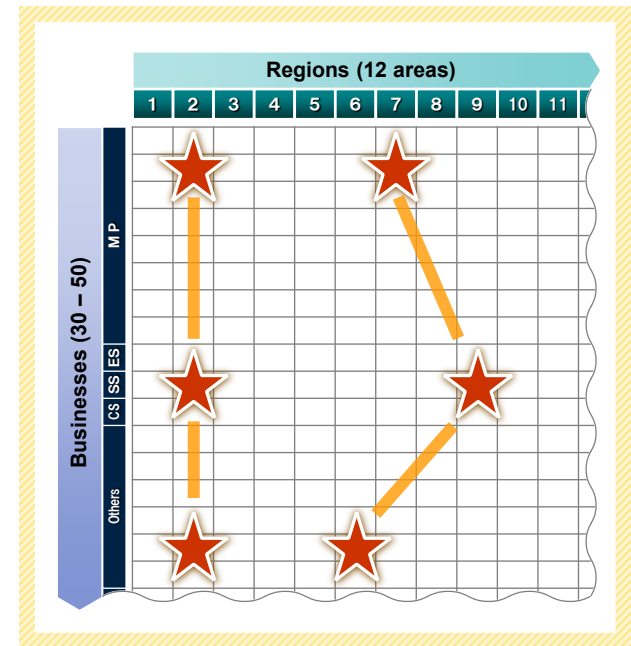 Regions (12 areas)
1 2 3 4 5 6 7 8 9 10 11
Businesses (30 – 50)
M P
ES
SS
CS
Others